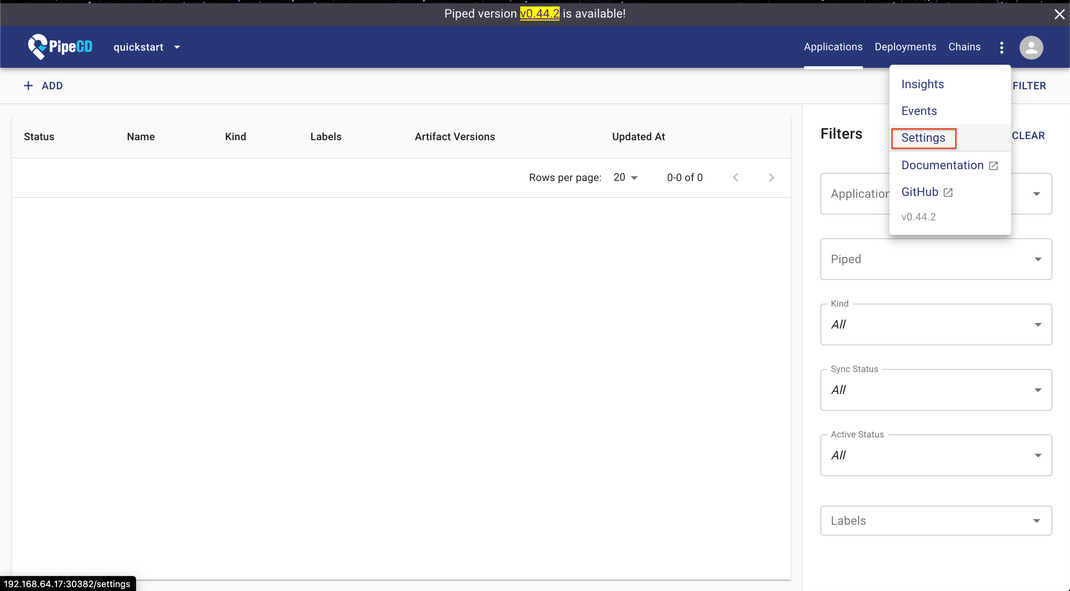 Piped version v0.44.2 is available!
PipeCD quickstart Applications Deployments Chains
+ ADD FILTER
Insights
Events
Settings
Documentation
GitHub
v0.44.2
Status Name Kind Labels Artifact Versions Updated At
Rows per page: 20 0-0 of 0
Filters CLEAR
Application
Piped
Kind
All
Sync Status
All
Active Status
All
Labels
192.168.64.17:30382/settings